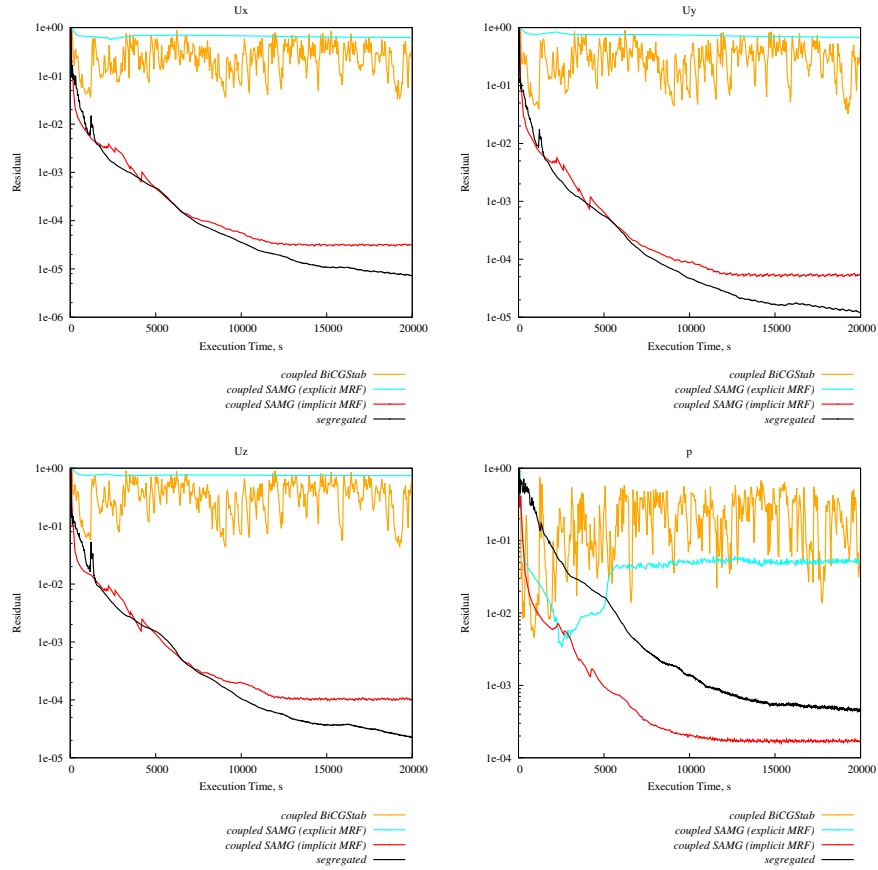 Ux
1e+00
1e-01
1e-02
1e-03
1e-04
1e-05
1e-06
Residual
0 5000 10000 15000 20000
Execution Time, s
coupled BiCGStab
coupled SAMG (explicit MRF)
coupled SAMG (implicit MRF)
segregated
Uy
1e+00
1e-01
1e-02
1e-03
1e-04
1e-05
Residual
0 5000 10000 15000 20000
Execution Time, s
coupled BiCGStab
coupled SAMG (explicit MRF)
coupled SAMG (implicit MRF)
segregated
Uz
1e+00
1e-01
1e-02
1e-03
1e-04
1e-05
Residual
0 5000 10000 15000 20000
Execution Time, s
coupled BiCGStab
coupled SAMG (explicit MRF)
coupled SAMG (implicit MRF)
segregated
p
1e+00
1e-01
1e-02
1e-03
1e-04
Residual
0 5000 10000 15000 20000
Execution Time, s
coupled BiCGStab
coupled SAMG (explicit MRF)
coupled SAMG (implicit MRF)
segregated